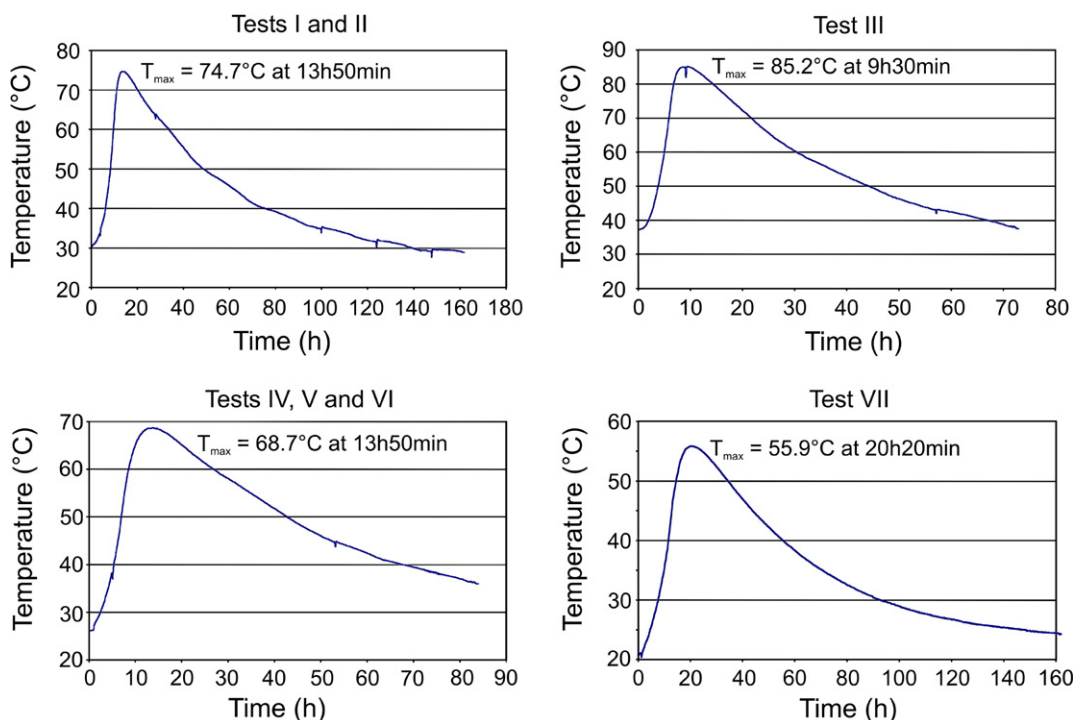 Tests I and II
Tmax = 74.7°C at 13h50min
Temperature (°C)
80
70
60
50
40
30
20
0 20 40 60 80 100 120 140 160 180
Time (h)
Test III
Tmax = 85.2°C at 9h30min
Temperature (°C)
90
80
70
60
50
40
30
20
0 10 20 30 40 50 60 70 80
Time (h)
Tests IV, V and VI
Tmax = 68.7°C at 13h50min
Temperature (°C)
70
60
50
40
30
20
0 10 20 30 40 50 60 70 80 90
Time (h)
Test VII
Tmax = 55.9°C at 20h20min
Temperature (°C)
60
50
40
30
20
0 20 40 60 80 100 120 140 160
Time (h)